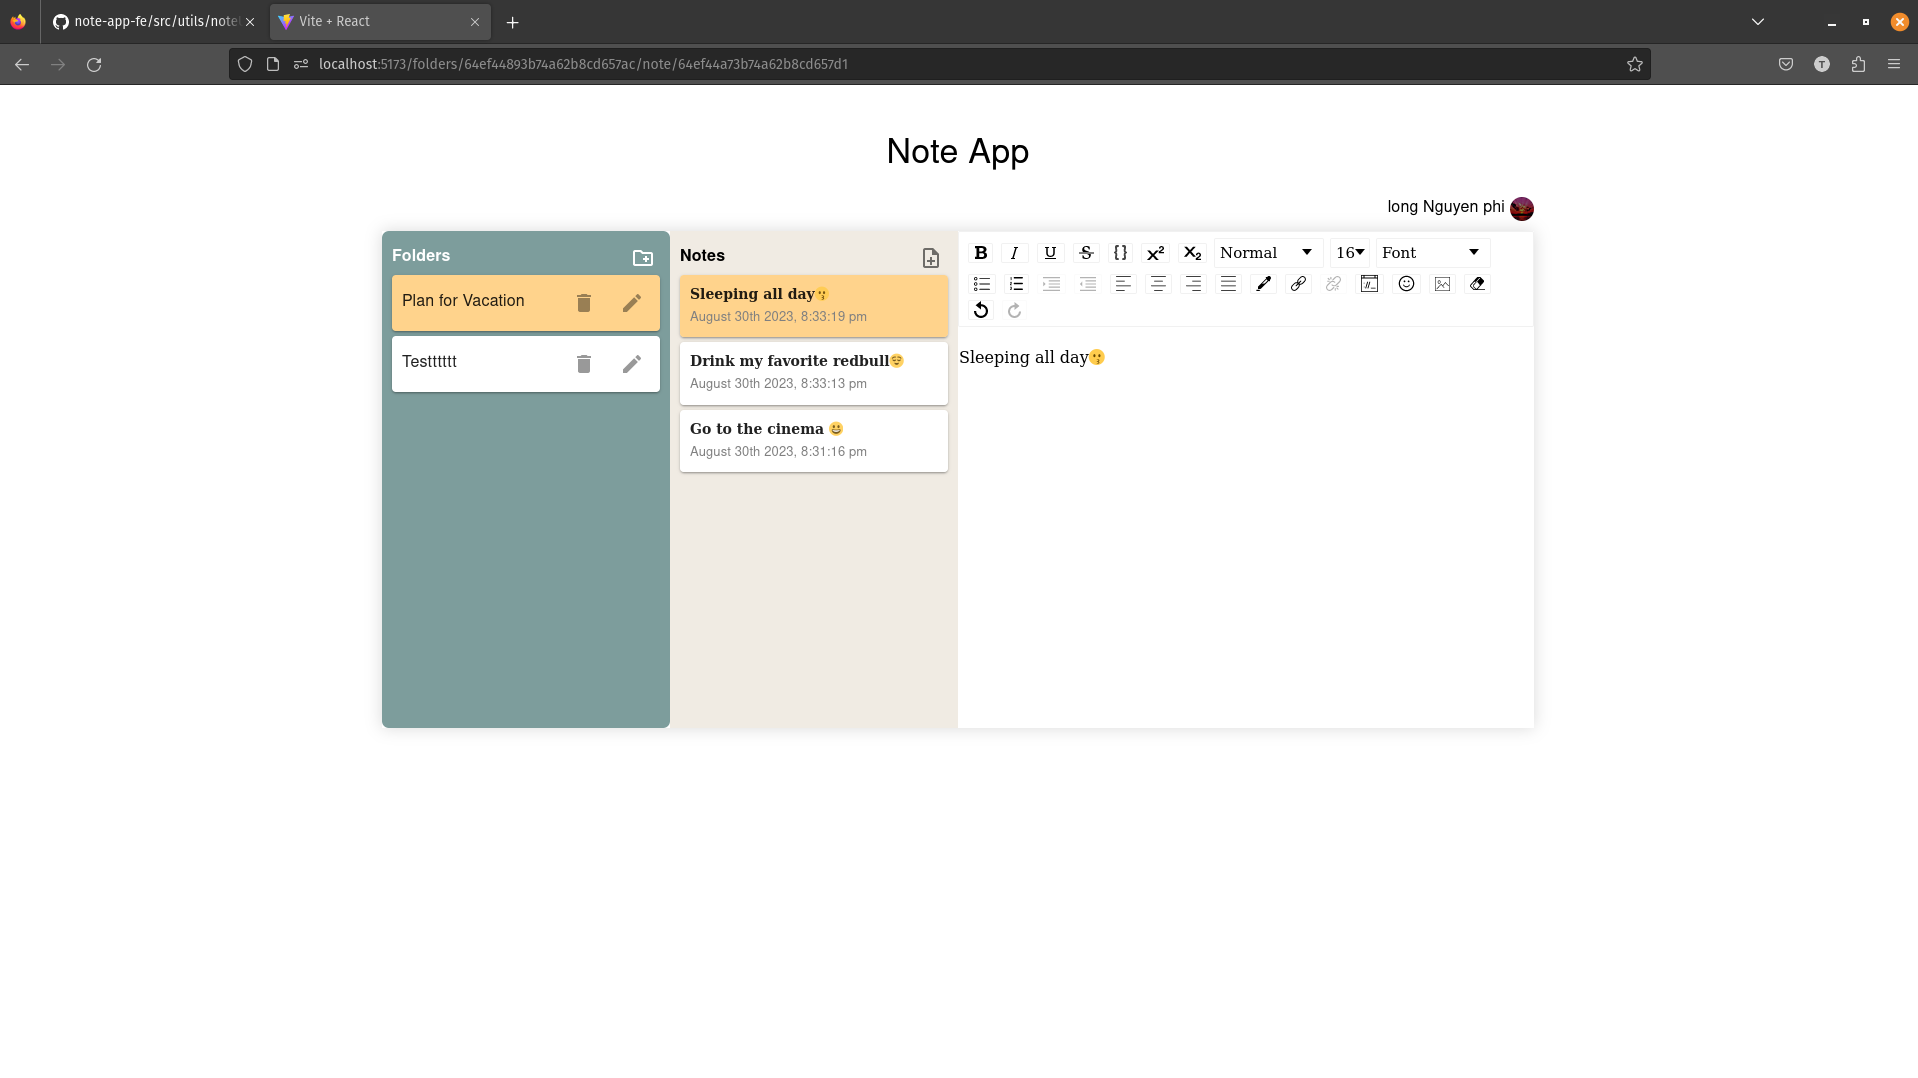 note-app-fe/src/utils/note
Vite + React
localhost:5173/folders/64ef44893b74a62b8cd657ac/note/64ef44a73b74a62b8cd657d1
T
Note App
long Nguyen phi
Folders
Plan for Vacation
Testttttt
Notes
Sleeping all day😗
August 30th 2023, 8:33:19 pm
Drink my favorite redbull😌
August 30th 2023, 8:33:13 pm
Go to the cinema 😀
August 30th 2023, 8:31:16 pm
B I U S {} x² x₂ Normal 16 Font
Sleeping all day😗